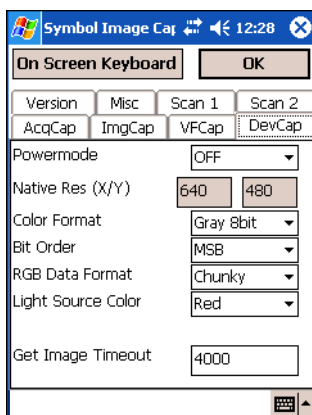 Symbol Image Cap 12:28
On Screen Keyboard OK
Version Misc Scan 1 Scan 2
AcqCap ImgCap VFCap DevCap
Powermode OFF
Native Res (X/Y) 640 480
Color Format Gray 8bit
Bit Order MSB
RGB Data Format Chunky
Light Source Color Red
Get Image Timeout 4000